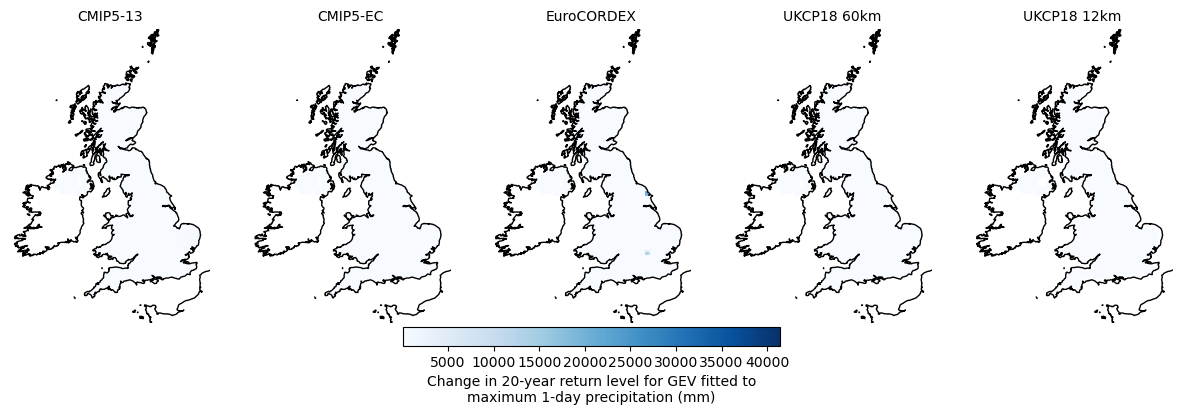 CMIP5-13 CMIP5-EC EuroCORDEX UKCP18 60km UKCP18 12km
5000 10000 15000 20000 25000 30000 35000 40000
Change in 20-year return level for GEV fitted to
maximum 1-day precipitation (mm)